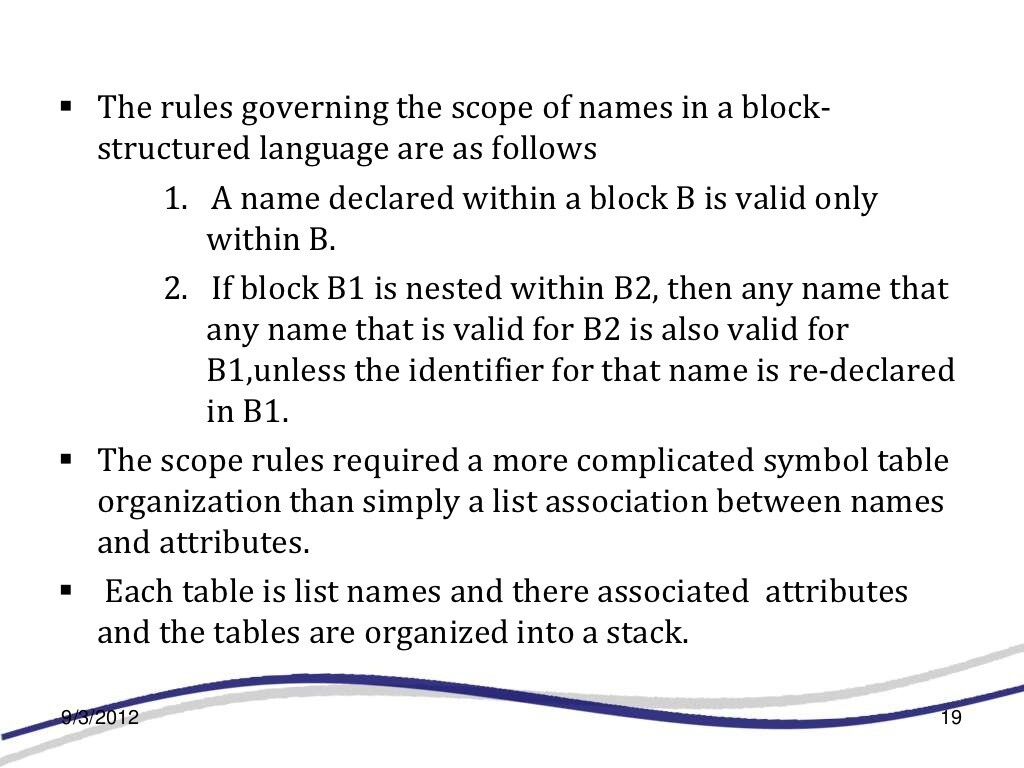 ▪ The rules governing the scope of names in a block-
structured language are as follows
1. A name declared within a block B is valid only
within B.
2. If block B1 is nested within B2, then any name that
any name that is valid for B2 is also valid for
B1,unless the identifier for that name is re-declared
in B1.
▪ The scope rules required a more complicated symbol table
organization than simply a list association between names
and attributes.
▪ Each table is list names and there associated  attributes
and the tables are organized into a stack.
9/3/2012
19